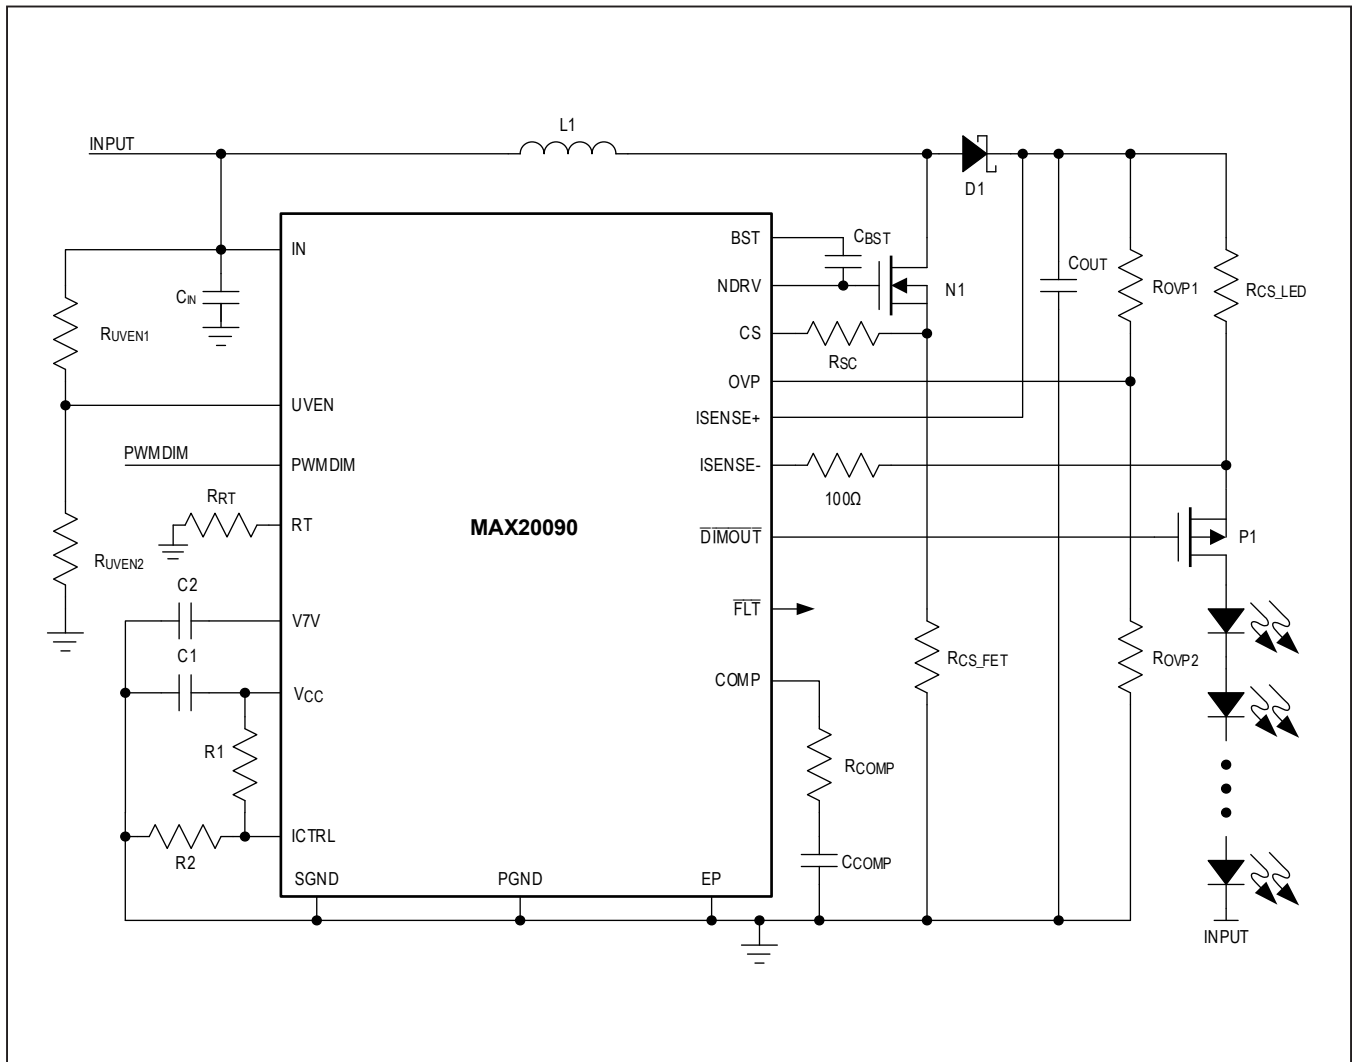 L1
INPUT
D1
BST
CBST
IN
COUT
NDRV
N1
ROVP1
RCS_LED
CIN
RUVEN1
CS
RSC
OVP
UVEN
ISENSE+
PWMDIM
PWMDIM
ISENSE-
RRT
100Ω
RT
MAX20090
DIMOUT
P1
RUVEN2
C2
FLT
V7V
C1
RCS_FET
ROVP2
COMP
VCC
R1
RCOMP
ICTRL
R2
CCOMP
SGND
PGND
EP
INPUT